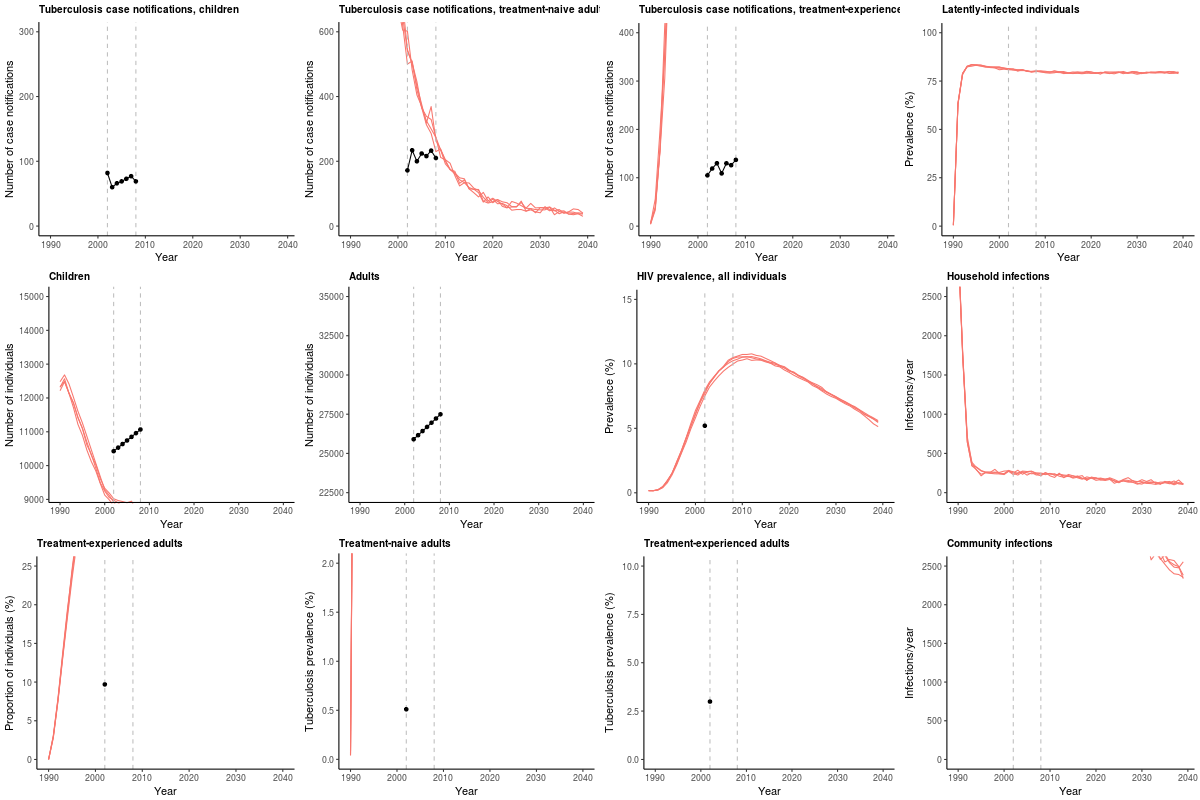 Tuberculosis case notifications, children
Number of case notifications
300
200
100
0
1990 2000 2010 2020 2030 2040
Year
Tuberculosis case notifications, treatment-naive adul
Number of case notifications
600
400
200
0
1990 2000 2010 2020 2030 2040
Year
Tuberculosis case notifications, treatment-experience
Number of case notifications
400
300
200
100
0
1990 2000 2010 2020 2030 2040
Year
Latently-infected individuals
Prevalence (%)
100
75
50
25
0
1990 2000 2010 2020 2030 2040
Year
Children
Number of individuals
15000
14000
13000
12000
11000
10000
9000
1990 2000 2010 2020 2030 2040
Year
Adults
Number of individuals
35000
32500
30000
27500
25000
22500
1990 2000 2010 2020 2030 2040
Year
HIV prevalence, all individuals
Prevalence (%)
15
10
5
0
1990 2000 2010 2020 2030 2040
Year
Household infections
Infections/year
2500
2000
1500
1000
500
0
1990 2000 2010 2020 2030 2040
Year
Treatment-experienced adults
Proportion of individuals (%)
25
20
15
10
5
0
1990 2000 2010 2020 2030 2040
Year
Treatment-naive adults
Tuberculosis prevalence (%)
2.0
1.5
1.0
0.5
0.0
1990 2000 2010 2020 2030 2040
Year
Treatment-experienced adults
Tuberculosis prevalence (%)
10.0
7.5
5.0
2.5
0.0
1990 2000 2010 2020 2030 2040
Year
Community infections
Infections/year
2500
2000
1500
1000
500
0
1990 2000 2010 2020 2030 2040
Year